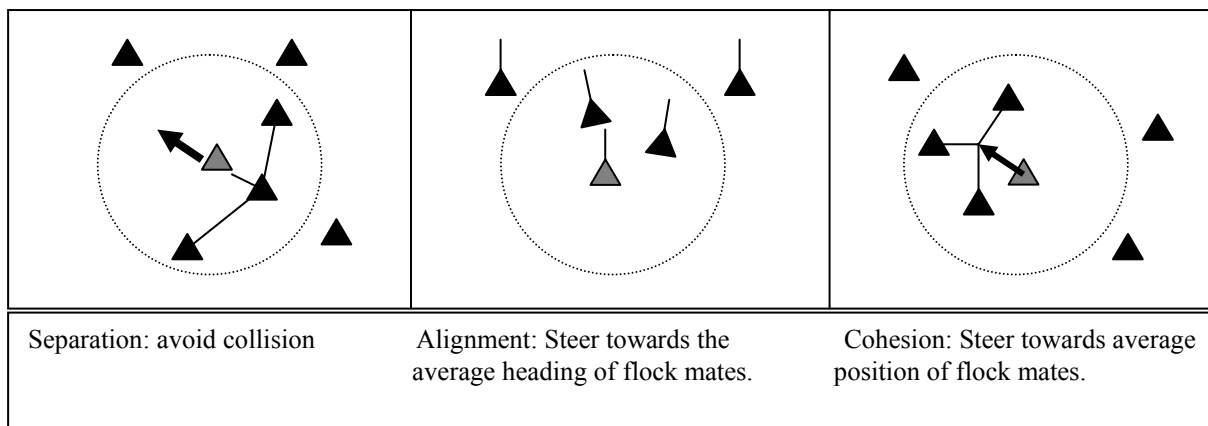 Separation: avoid collision
Alignment: Steer towards the
average heading of flock mates.
Cohesion: Steer towards average
position of flock mates.